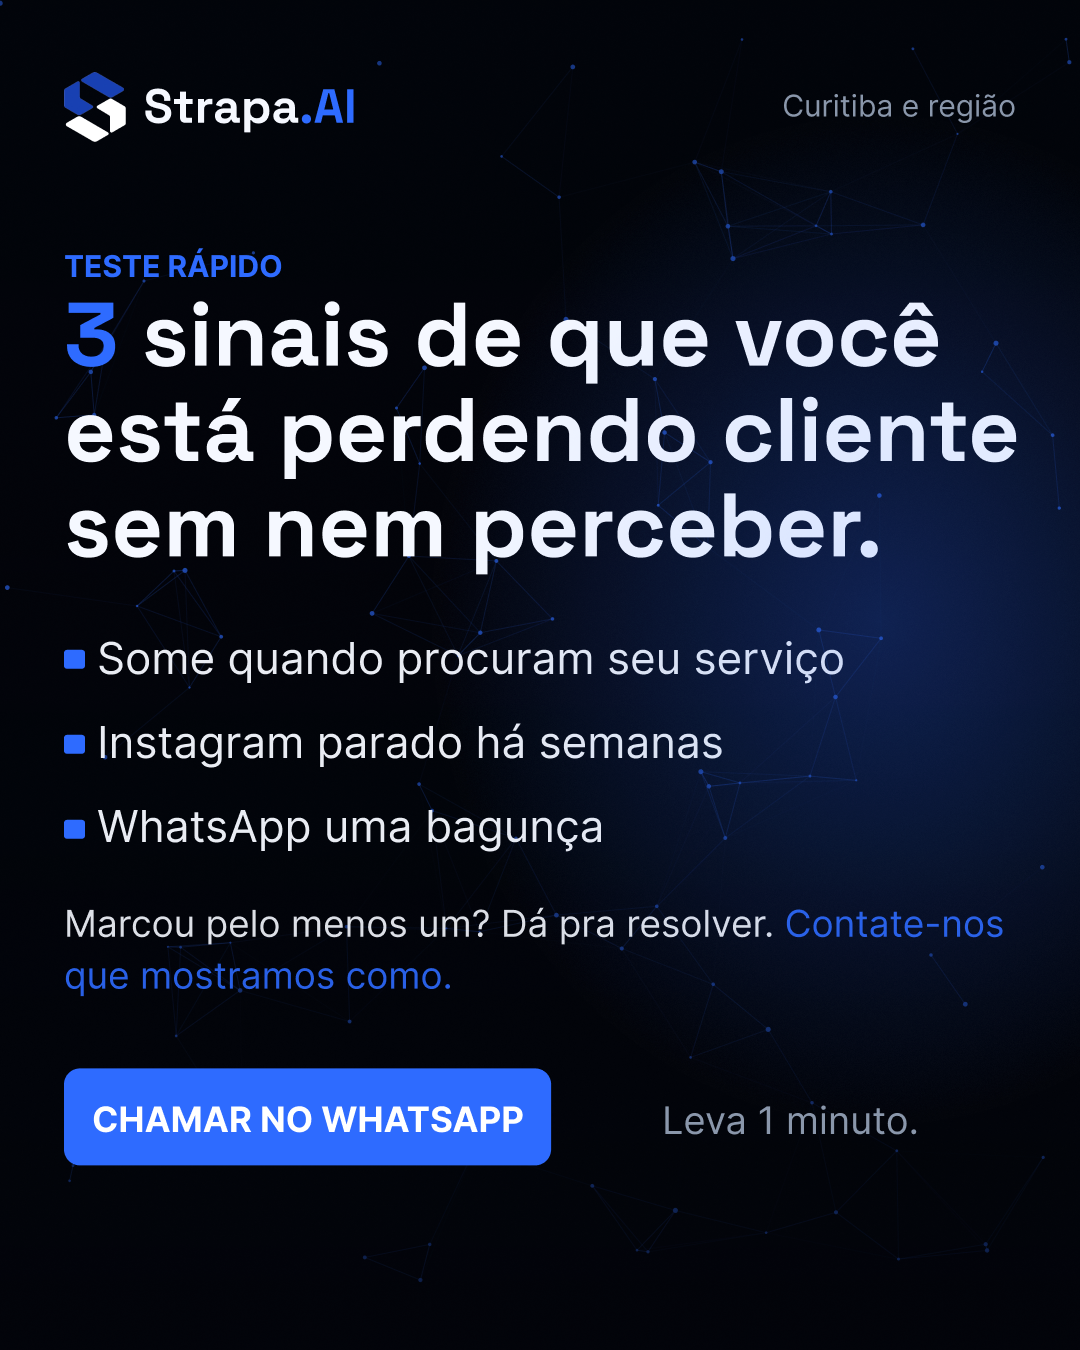 Strapa.AI
Curitiba e região
TESTE RÁPIDO
3 sinais de que você
está perdendo cliente
sem nem perceber.
Some quando procuram seu serviço
Instagram parado há semanas
WhatsApp uma bagunça
Marcou pelo menos um? Dá pra resolver. Contate-nos
que mostramos como.
CHAMAR NO WHATSAPP
Leva 1 minuto.